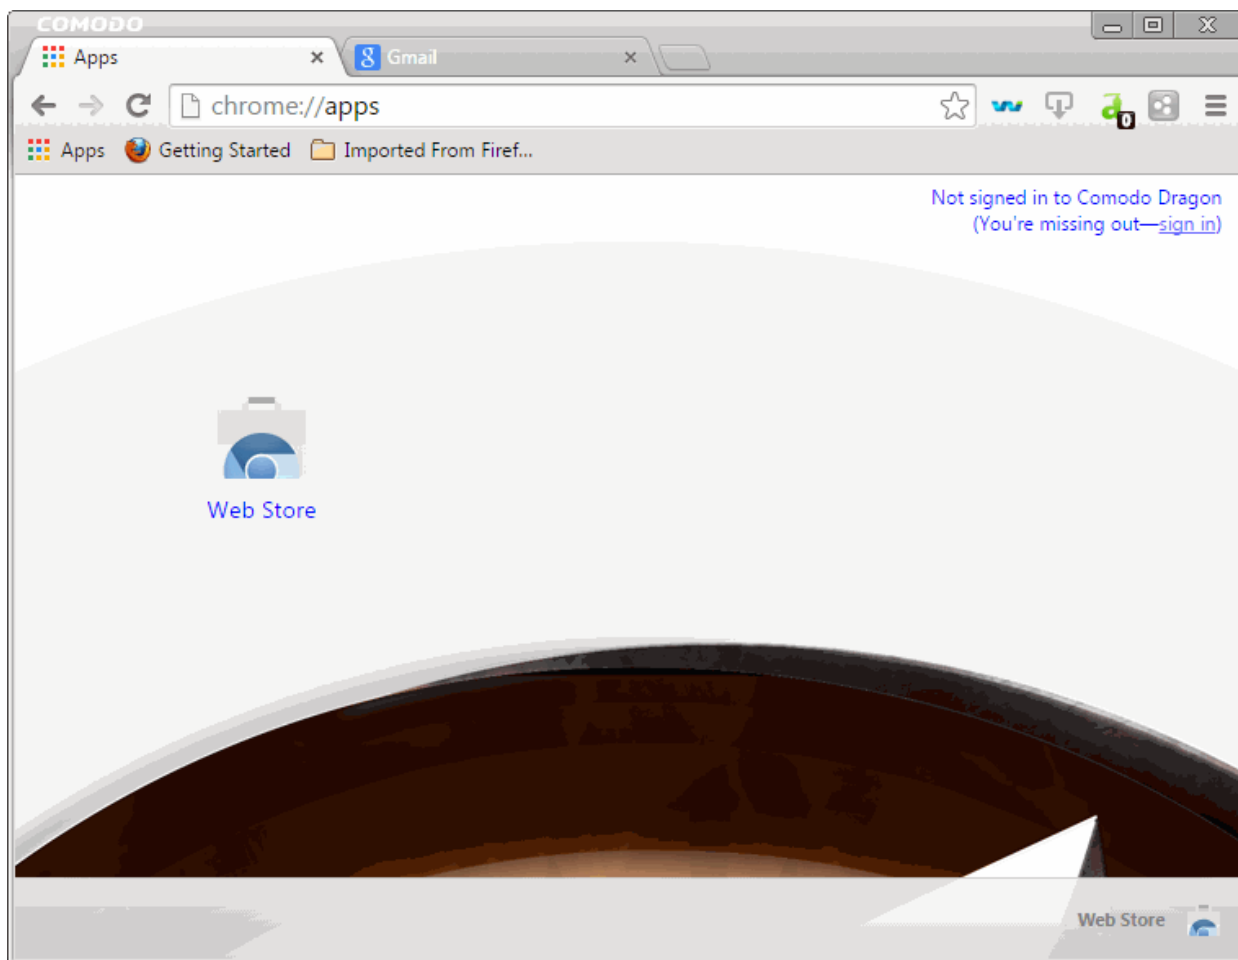 COMODO
Apps
Gmail
chrome://apps
0
Apps Getting Started Imported From Firef...
Not signed in to Comodo Dragon
(You're missing out—sign in)
Web Store
Web Store